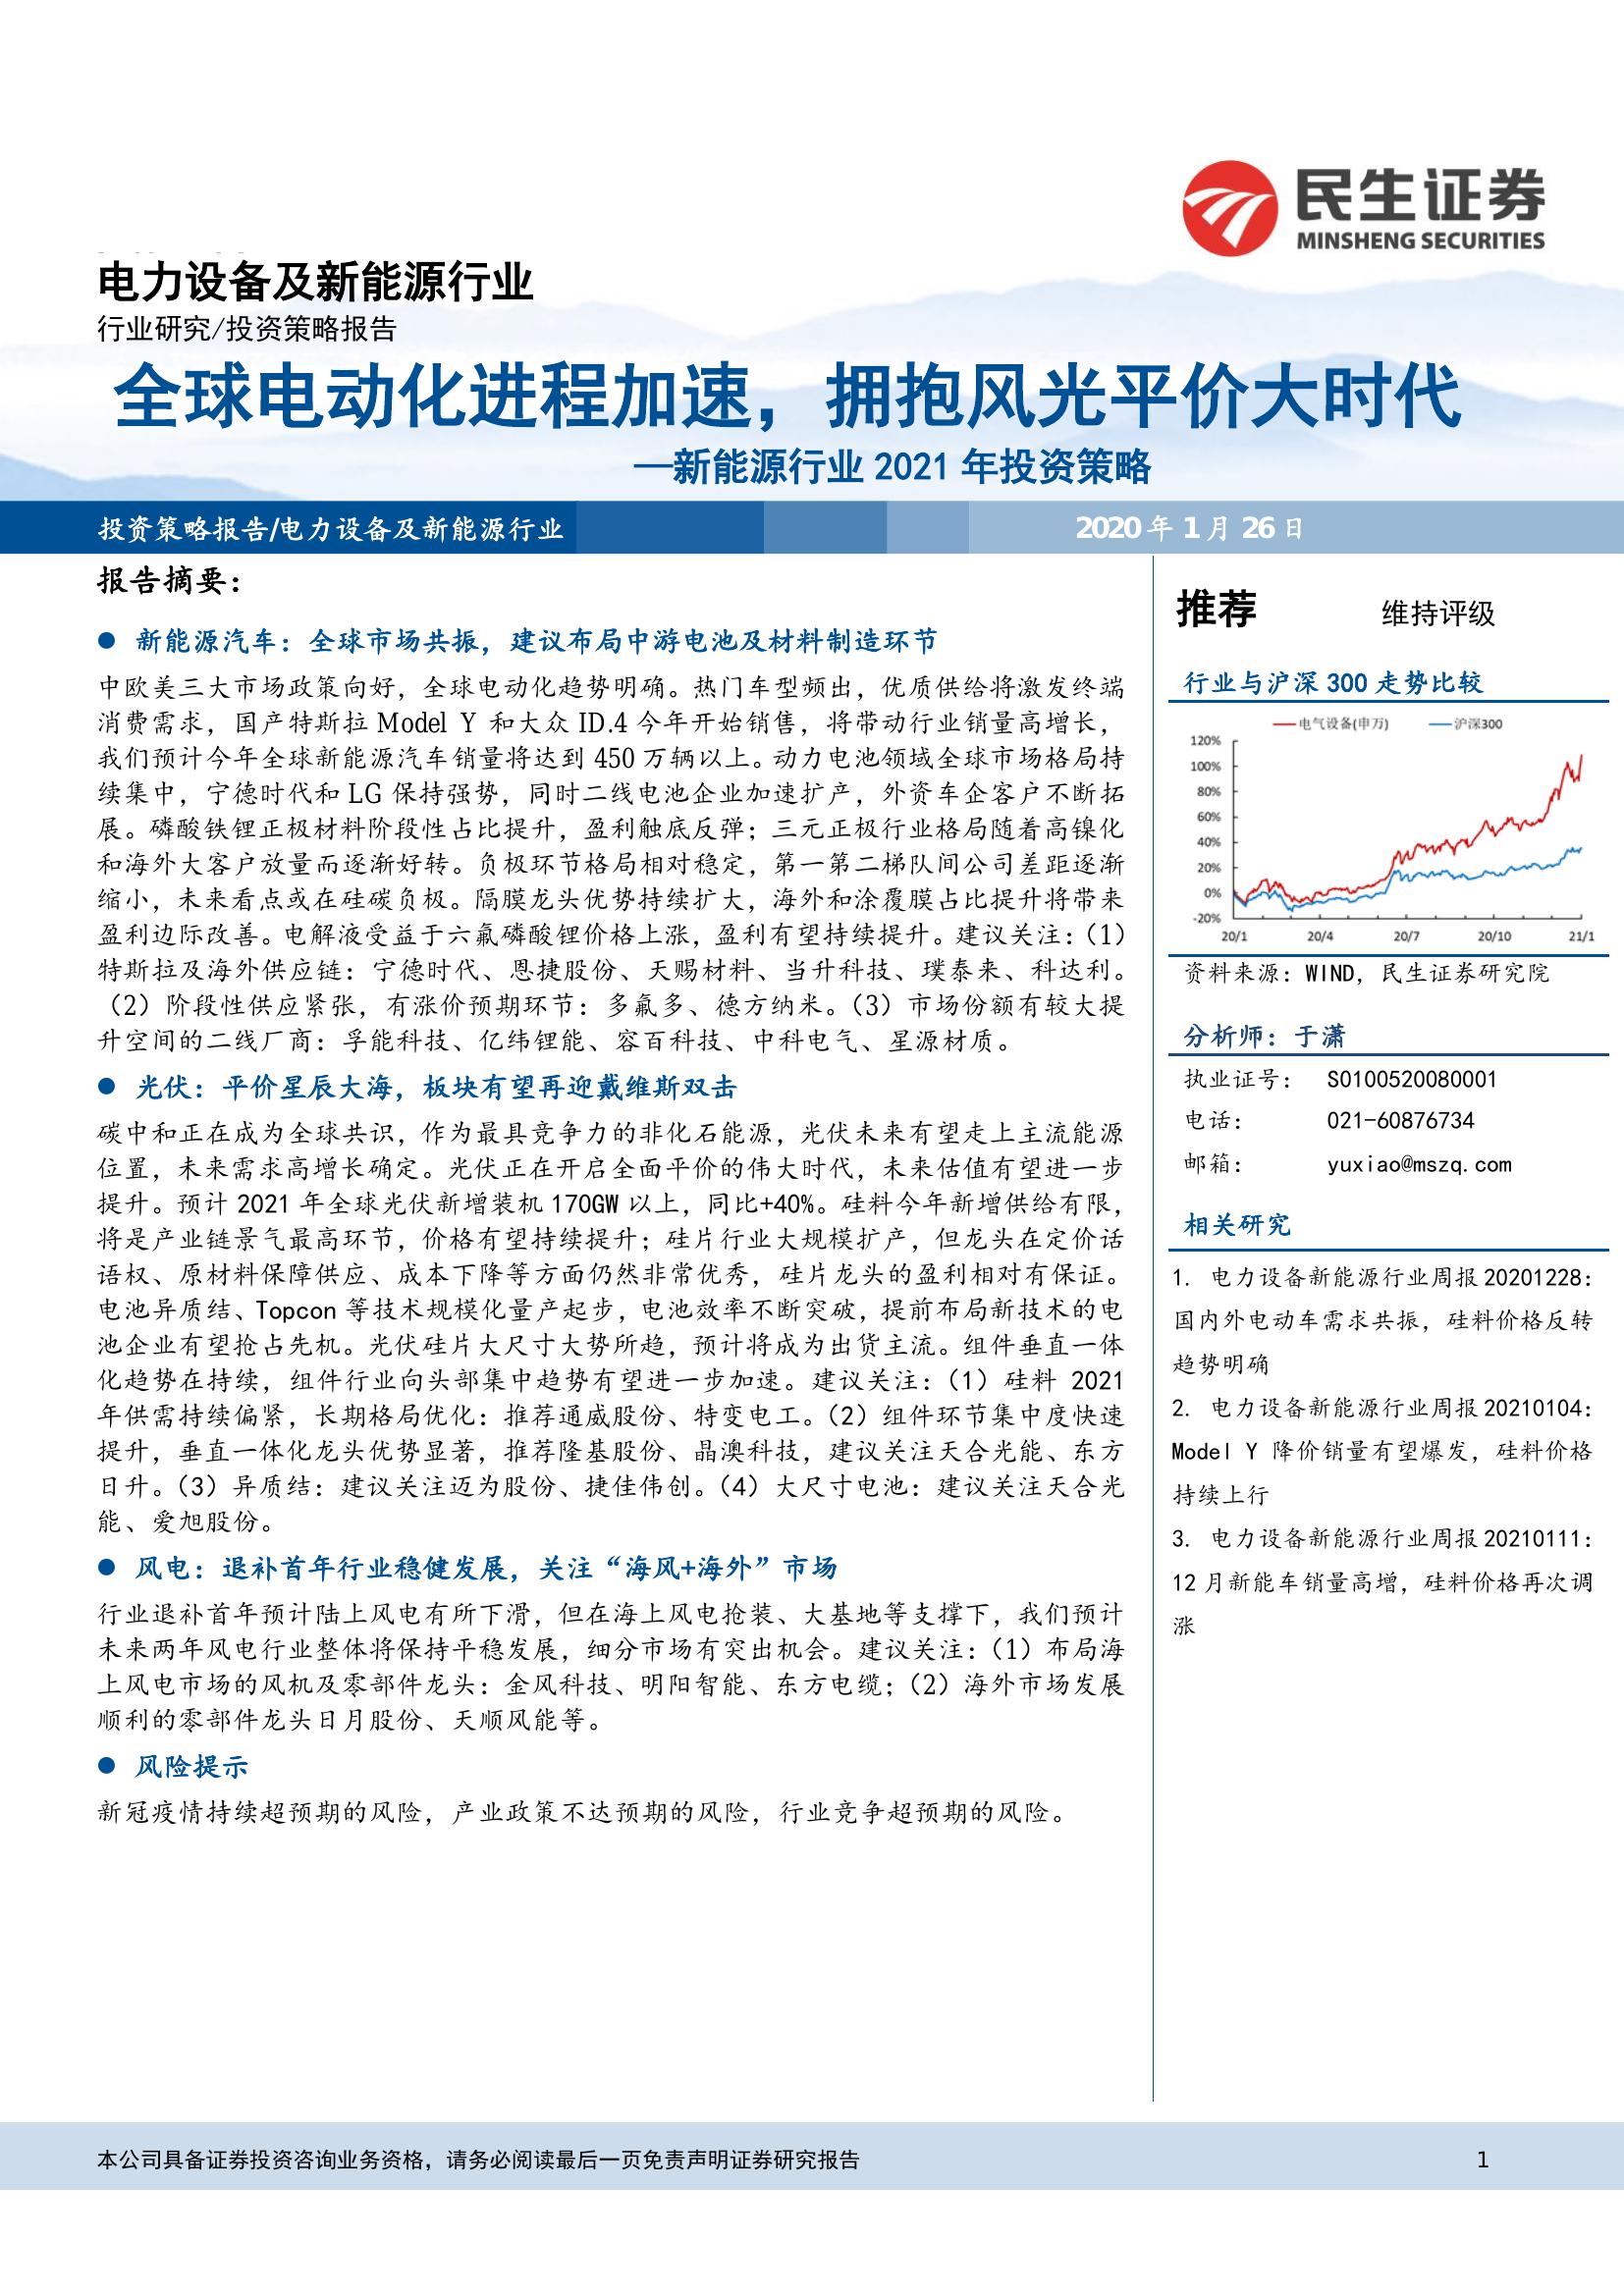 民生证券
MINSHENG SECURITIES
电力设备及新能源行业
行业研究/投资策略报告
全球电动化进程加速，拥抱风光平价大时代
—新能源行业 2021 年投资策略
投资策略报告/电力设备及新能源行业
2020 年 1 月 26 日
报告摘要：
● 新能源汽车：全球市场共振，建议布局中游电池及材料制造环节
中欧美三大市场政策向好，全球电动化趋势明确。热门车型频出，优质供给将激发终端
消费需求，国产特斯拉 Model Y 和大众 ID.4 今年开始销售，将带动行业销量高增长，
我们预计今年全球新能源汽车销量将达到 450 万辆以上。动力电池领域全球市场格局持
续集中，宁德时代和 LG 保持强势，同时二线电池企业加速扩产，外资车企客户不断拓
展。磷酸铁锂正极材料阶段性占比提升，盈利触底反弹；三元正极行业格局随着高镍化
和海外大客户放量而逐渐好转。负极环节格局相对稳定，第一第二梯队间公司差距逐渐
缩小，未来看点或在硅碳负极。隔膜龙头优势持续扩大，海外和涂覆膜占比提升将带来
盈利边际改善。电解液受益于六氟磷酸锂价格上涨，盈利有望持续提升。建议关注：（1）
特斯拉及海外供应链：宁德时代、恩捷股份、天赐材料、当升科技、璞泰来、科达利。
（2）阶段性供应紧张，有涨价预期环节：多氟多、德方纳米。（3）市场份额有较大提
升空间的二线厂商：孚能科技、亿纬锂能、容百科技、中科电气、星源材质。
● 光伏：平价星辰大海，板块有望再迎戴维斯双击
碳中和正在成为全球共识，作为最具竞争力的非化石能源，光伏未来有望走上主流能源
位置，未来需求高增长确定。光伏正在开启全面平价的伟大时代，未来估值有望进一步
提升。预计 2021 年全球光伏新增装机 170GW 以上，同比+40%。硅料今年新增供给有限，
将是产业链景气最高环节，价格有望持续提升；硅片行业大规模扩产，但龙头在定价话
语权、原材料保障供应、成本下降等方面仍然非常优秀，硅片龙头的盈利相对有保证。
电池异质结、Topcon 等技术规模化量产起步，电池效率不断突破，提前布局新技术的电
池企业有望抢占先机。光伏硅片大尺寸大势所趋，预计将成为出货主流。组件垂直一体
化趋势在持续，组件行业向头部集中趋势有望进一步加速。建议关注：（1）硅料 2021
年供需持续偏紧，长期格局优化：推荐通威股份、特变电工。（2）组件环节集中度快速
提升，垂直一体化龙头优势显著，推荐隆基股份、晶澳科技，建议关注天合光能、东方
日升。（3）异质结：建议关注迈为股份、捷佳伟创。（4）大尺寸电池：建议关注天合光
能、爱旭股份。
● 风电：退补首年行业稳健发展，关注“海风+海外”市场
行业退补首年预计陆上风电有所下滑，但在海上风电抢装、大基地等支撑下，我们预计
未来两年风电行业整体将保持平稳发展，细分市场有突出机会。建议关注：（1）布局海
上风电市场的风机及零部件龙头：金风科技、明阳智能、东方电缆；（2）海外市场发展
顺利的零部件龙头日月股份、天顺风能等。
● 风险提示
新冠疫情持续超预期的风险，产业政策不达预期的风险，行业竞争超预期的风险。
推荐 维持评级
行业与沪深 300 走势比较
电气设备(申万) 沪深300
120%
100%
80%
60%
40%
20%
0%
-20%
20/1 20/4 20/7 20/10 21/1
资料来源：WIND，民生证券研究院
分析师：于潇
执业证号： S0100520080001
电话： 021-60876734
邮箱： yuxiao@mszq.com
相关研究
1. 电力设备新能源行业周报 20201228：
国内外电动车需求共振，硅料价格反转
趋势明确
2. 电力设备新能源行业周报 20210104：
Model Y 降价销量有望爆发，硅料价格
持续上行
3. 电力设备新能源行业周报 20210111：
12 月新能车销量高增，硅料价格再次调
涨
本公司具备证券投资咨询业务资格，请务必阅读最后一页免责声明证券研究报告 1